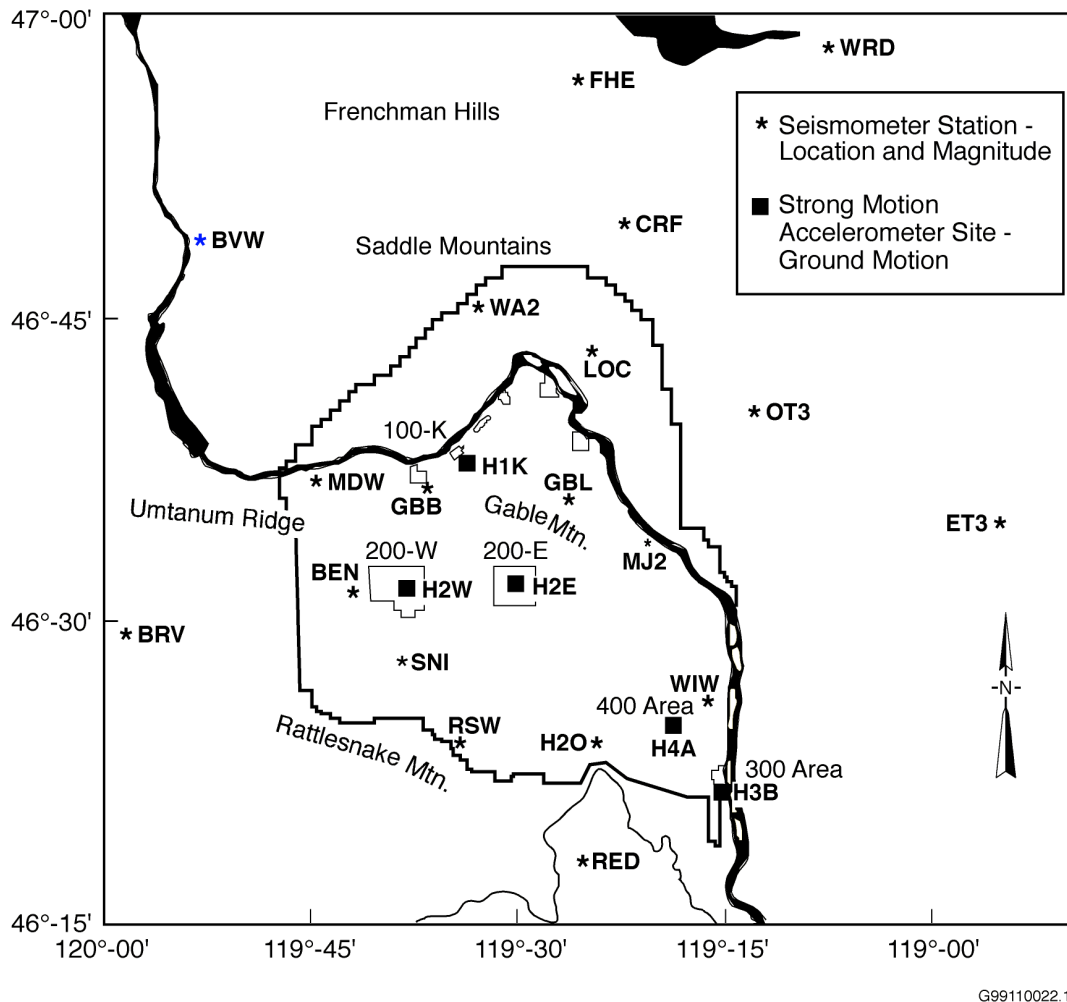 47°-00'
WRD
FHE
Frenchman Hills
* Seismometer Station -
Location and Magnitude
■ Strong Motion
Accelerometer Site -
Ground Motion
CRF
BVW
Saddle Mountains
WA2
46°-45'
LOC
OT3
100-K
H1K
MDW
GBL
GBB
Umtanum Ridge
Gable Mtn.
ET3
200-W
200-E
MJ2
BEN
H2W
H2E
46°-30'
BRV
SNI
WIW
400 Area
RSW
H2O
H4A
Rattlesnake Mtn.
300 Area
H3B
-N-
RED
46°-15'
120°-00'
119°-45'
119°-30'
119°-15'
119°-00'
G99110022.1